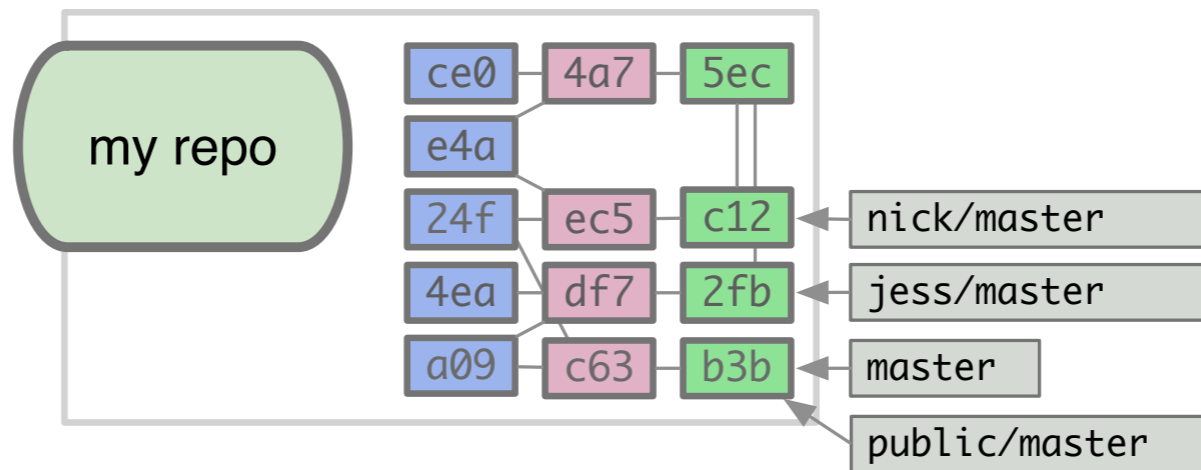 my repo
ce0 4a7 5ec
e4a
24f ec5 c12 nick/master
4ea df7 2fb jess/master
a09 c63 b3b master
public/master